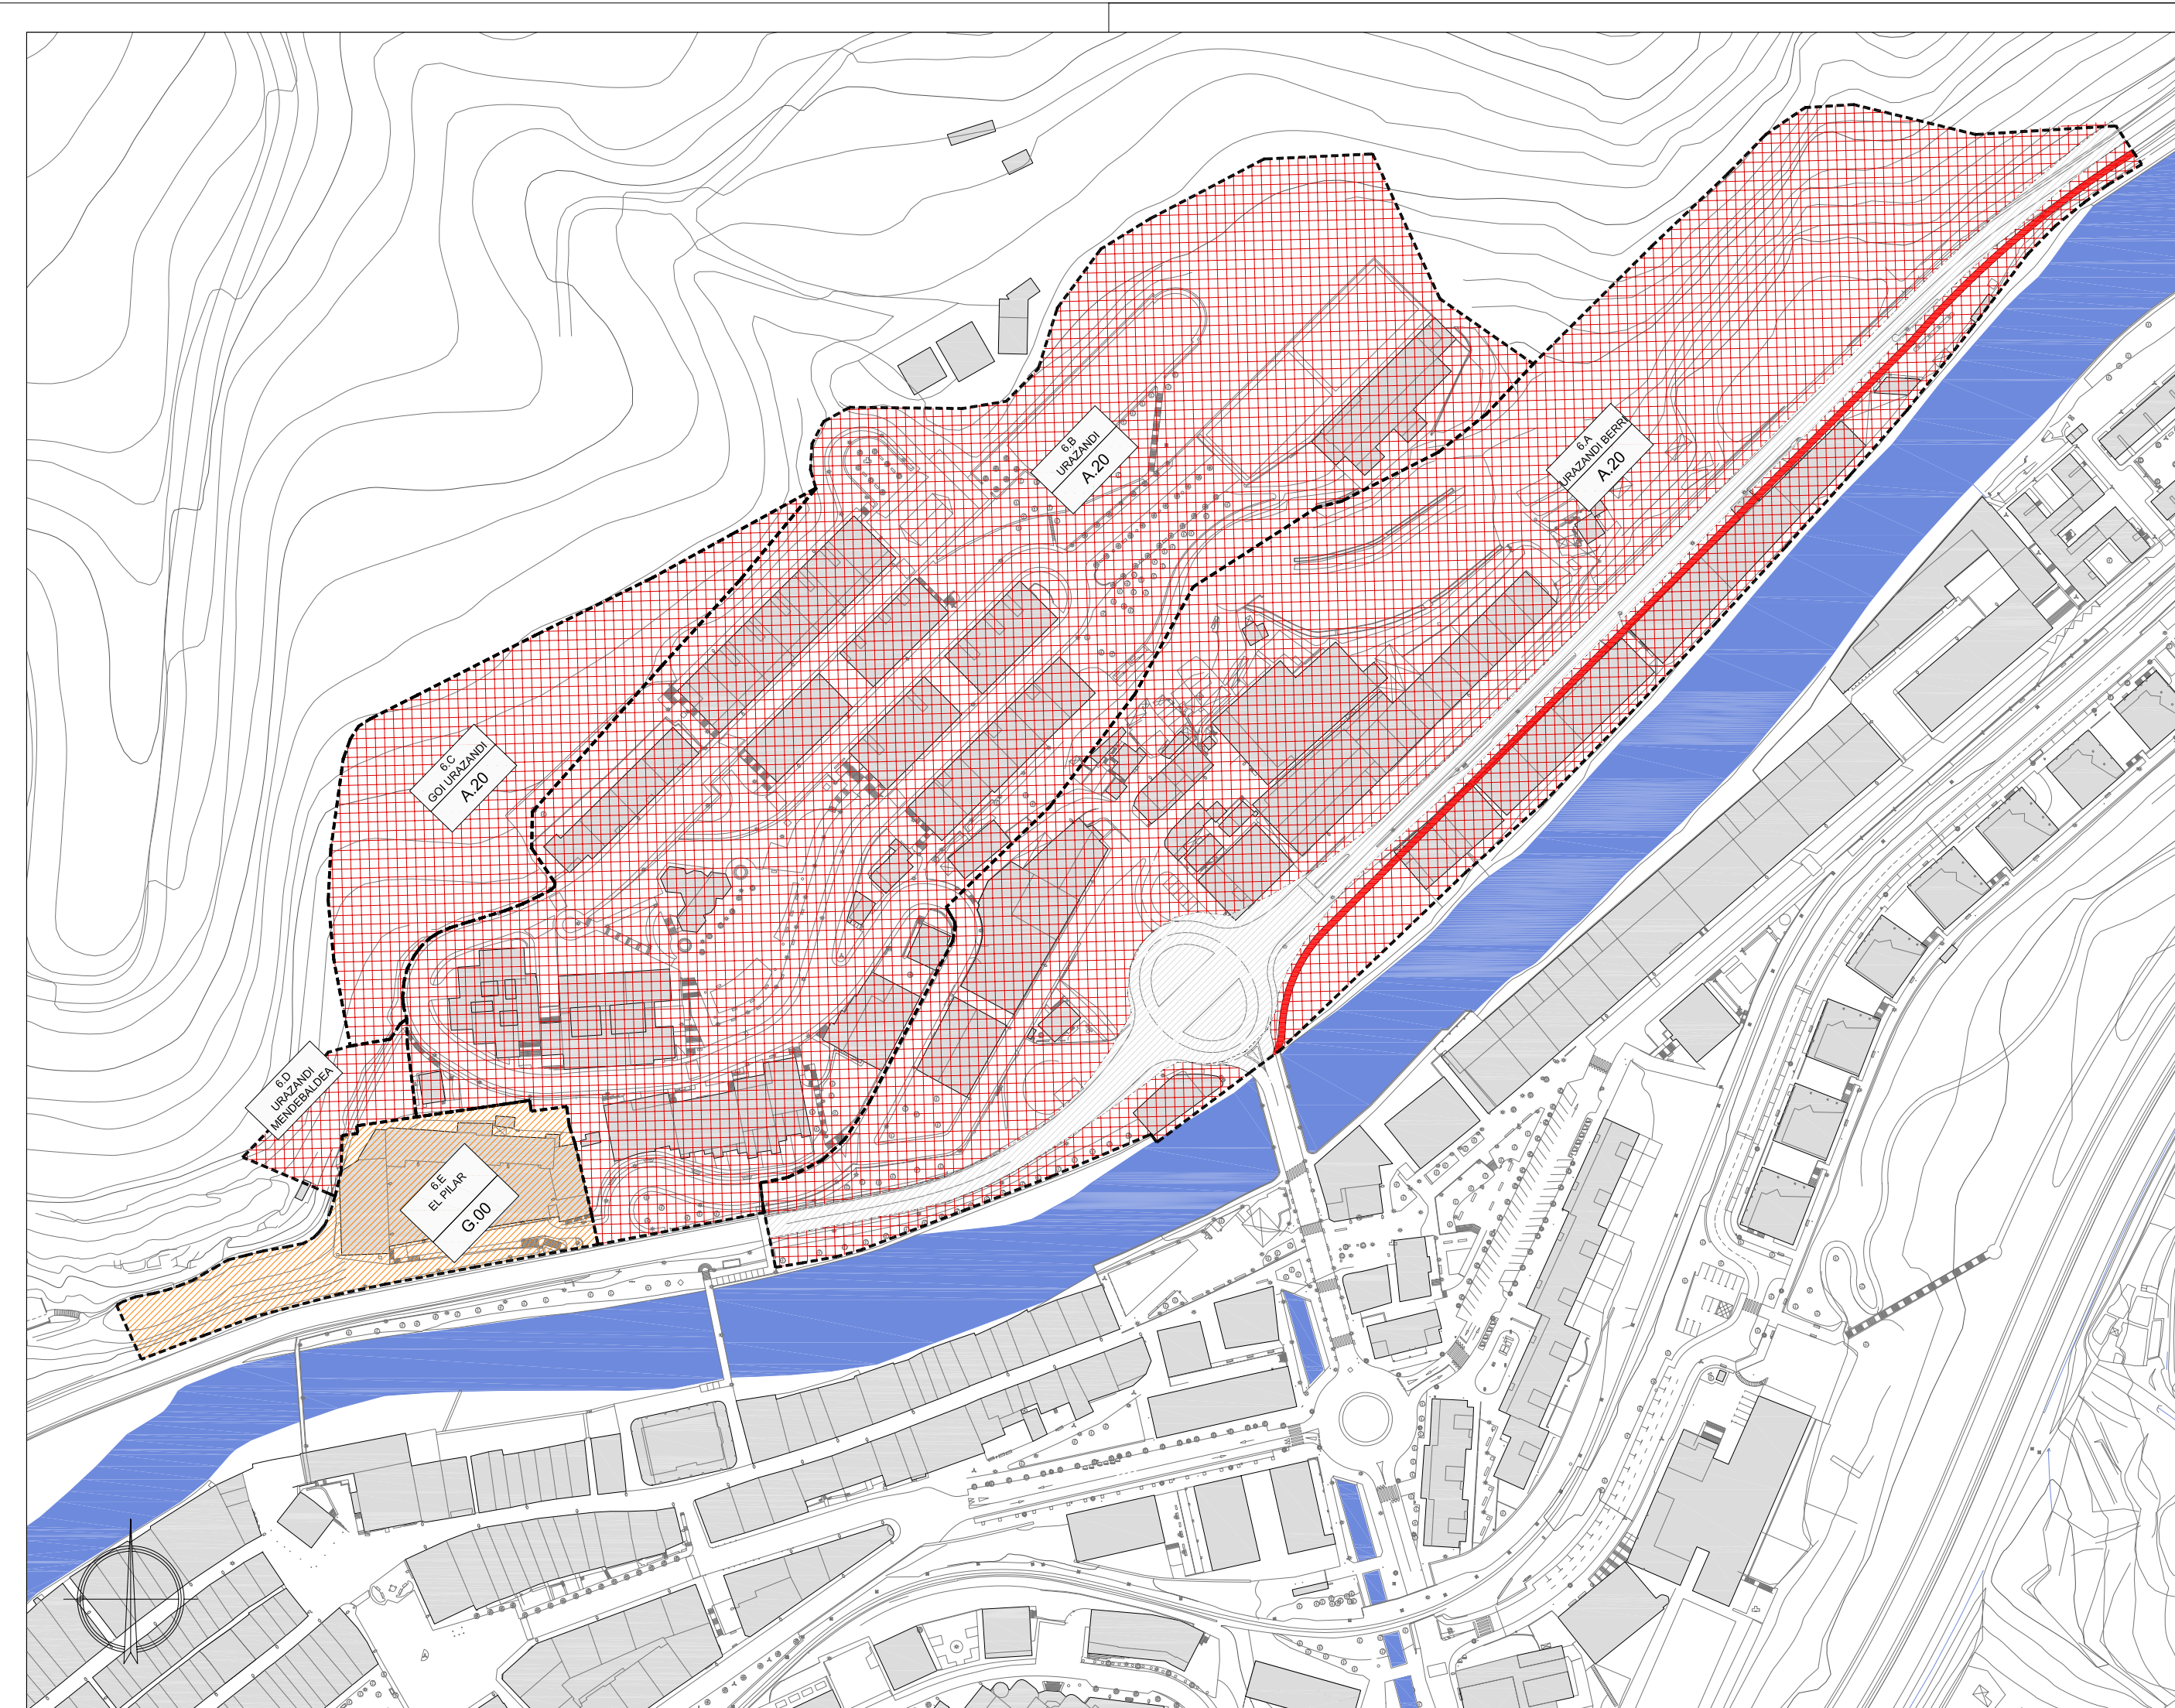 6.B
URAZANDI
A.20
6.A
URAZANDI BERRI
A.20
6.C
GOI URAZANDI
A.20
6.D
URAZANDI
MENDEBALDEA
6.E
EL PILAR
G.00